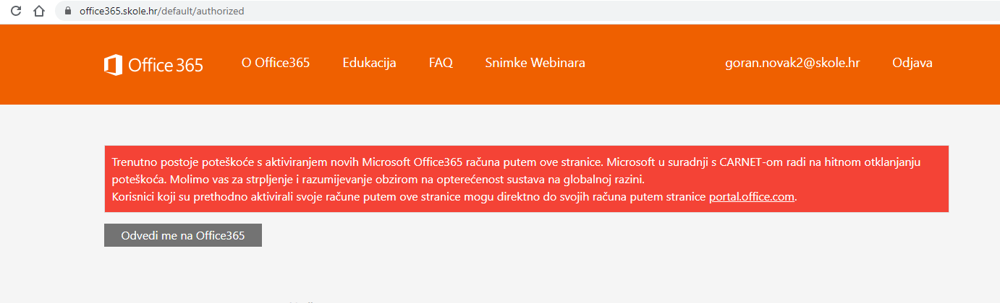 office365.skole.hr/default/authorized
Office 365 O Office365 Edukacija FAQ Snimke Webinara goran.novak2@skole.hr Odjava
Trenutno postoje poteškoće s aktiviranjem novih Microsoft Office365 računa putem ove stranice. Microsoft u suradnji s CARNET-om radi na hitnom otklanjanju
poteškoća. Molimo vas za strpljenje i razumijevanje obzirom na opterećenost sustava na globalnoj razini.
Korisnici koji su prethodno aktivirali svoje račune putem ove stranice mogu direktno do svojih računa putem stranice portal.office.com.
Odvedi me na Office365